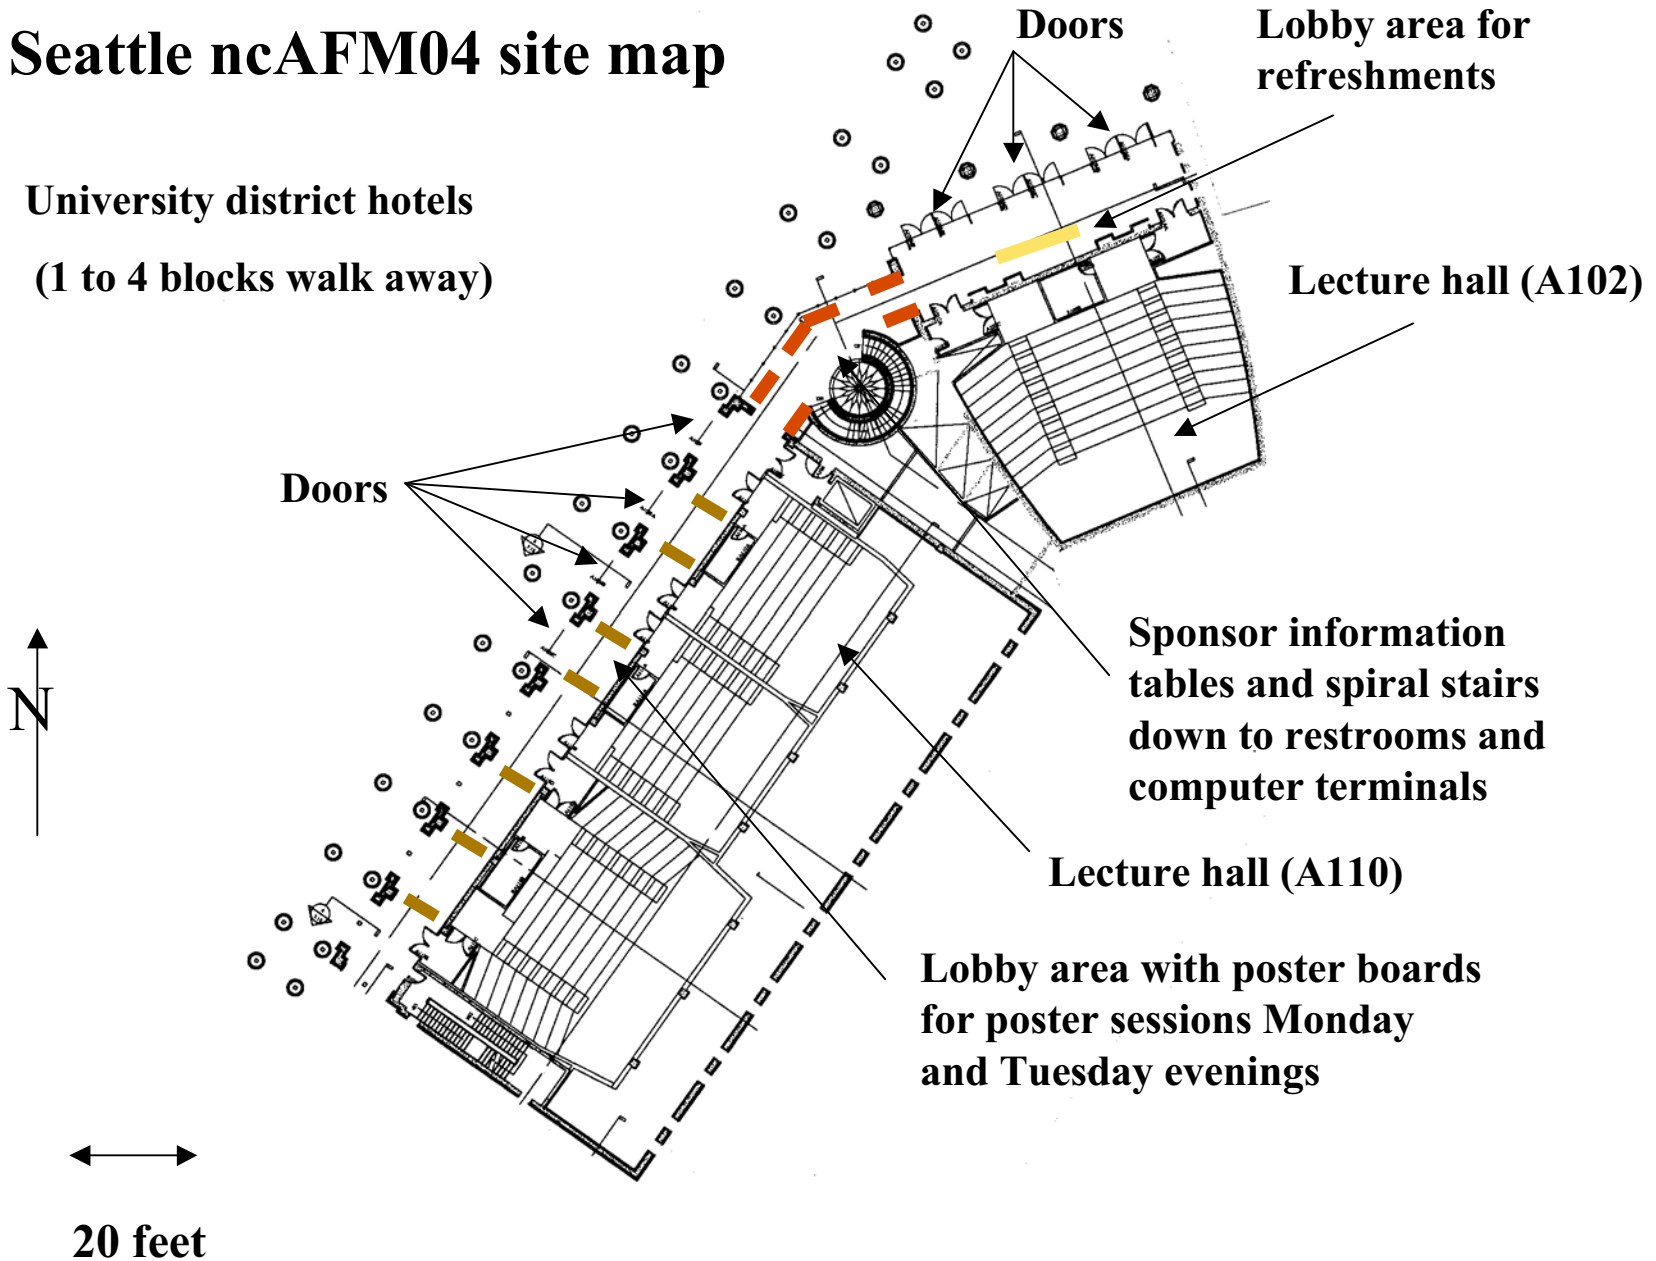 Seattle ncAFM04 site map
Doors
Lobby area for
refreshments
University district hotels
(1 to 4 blocks walk away)
Lecture hall (A102)
Doors
N
Sponsor information
tables and spiral stairs
down to restrooms and
computer terminals
Lecture hall (A110)
Lobby area with poster boards
for poster sessions Monday
and Tuesday evenings
20 feet